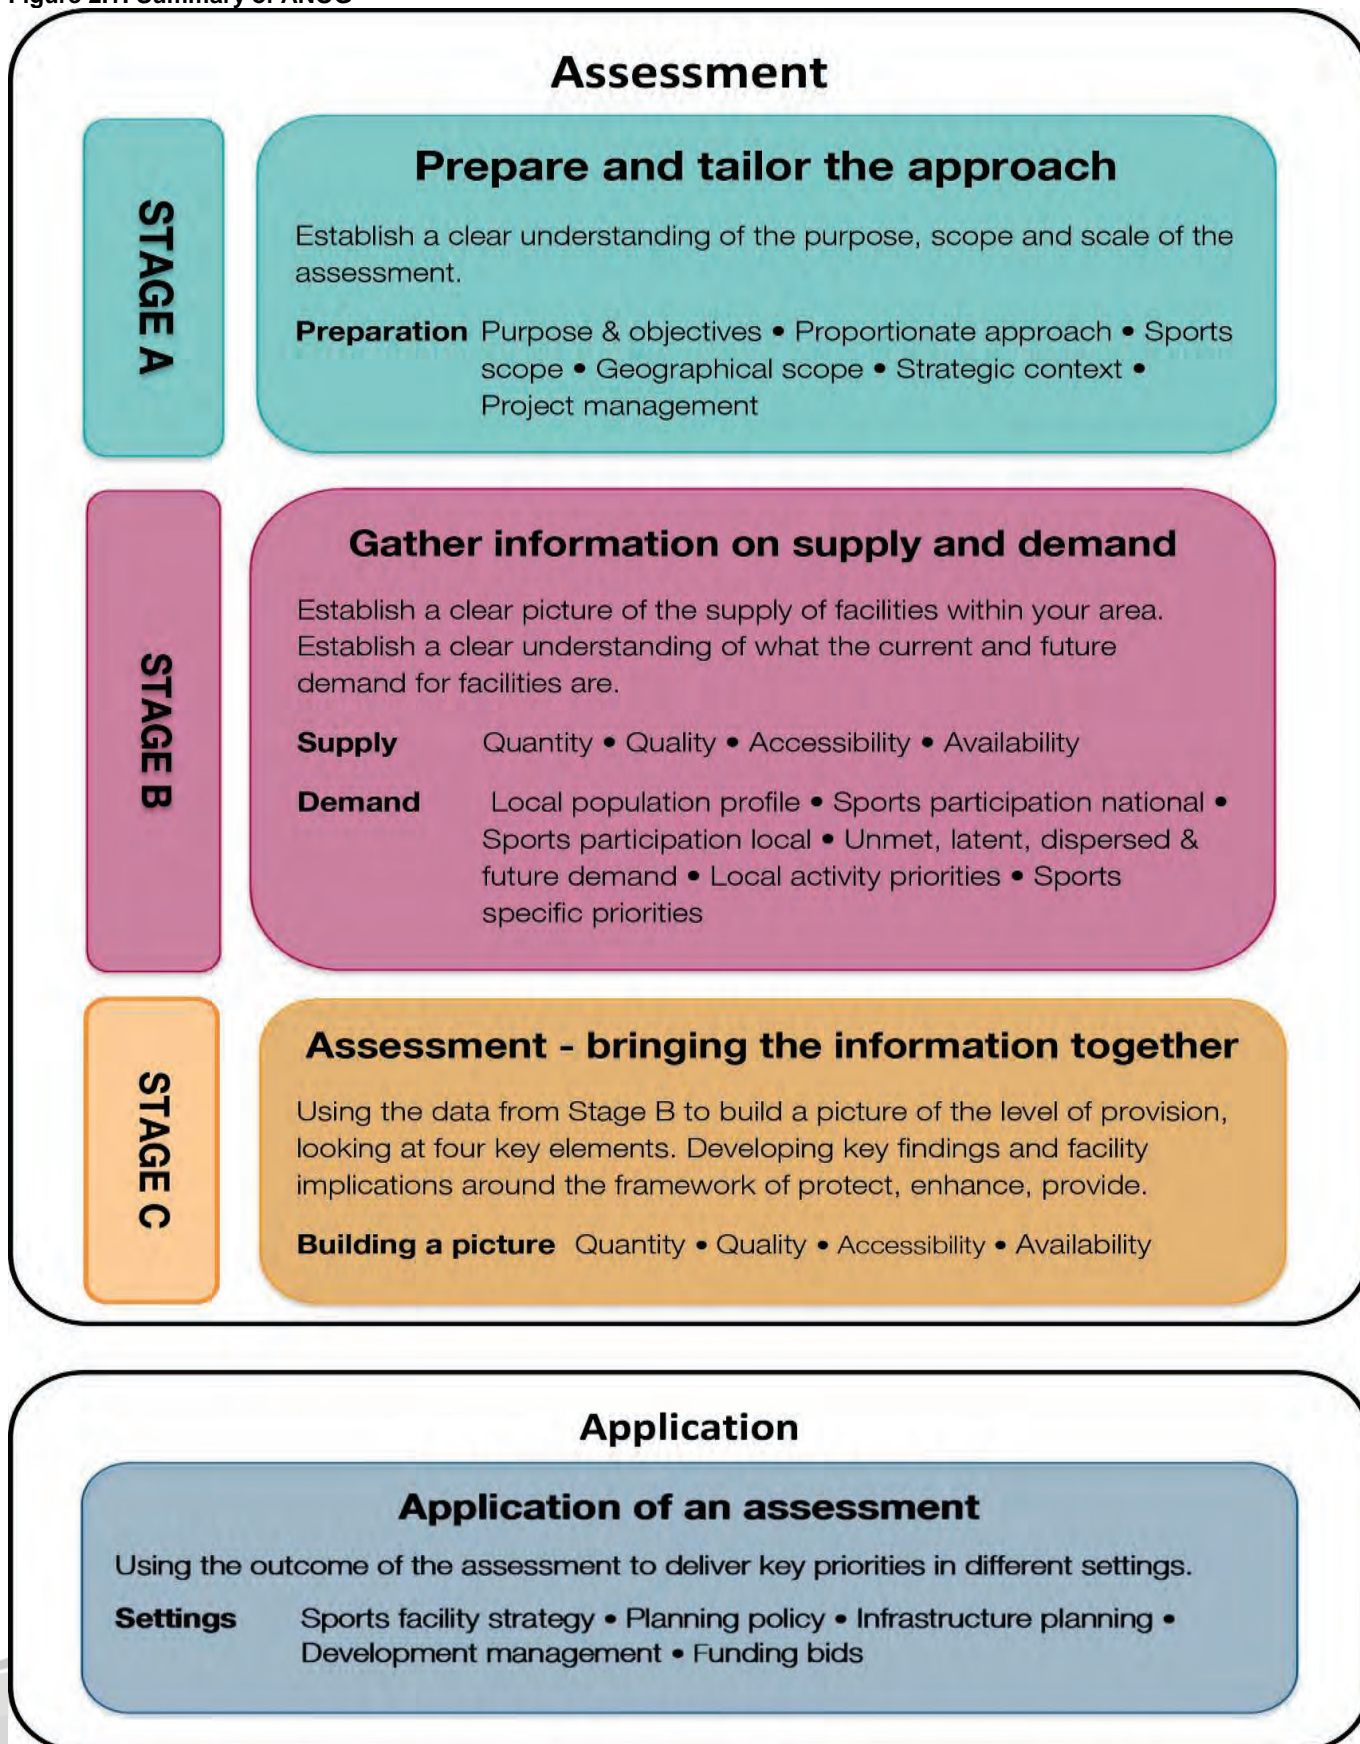 Figure 2.1: Summary of ANOG
Assessment
STAGE A
Prepare and tailor the approach
Establish a clear understanding of the purpose, scope and scale of the
assessment.
Preparation Purpose & objectives • Proportionate approach • Sports
scope • Geographical scope • Strategic context •
Project management
STAGE B
Gather information on supply and demand
Establish a clear picture of the supply of facilities within your area.
Establish a clear understanding of what the current and future
demand for facilities are.
Supply Quantity • Quality • Accessibility • Availability
Demand Local population profile • Sports participation national •
Sports participation local • Unmet, latent, dispersed &
future demand • Local activity priorities • Sports
specific priorities
STAGE C
Assessment - bringing the information together
Using the data from Stage B to build a picture of the level of provision,
looking at four key elements. Developing key findings and facility
implications around the framework of protect, enhance, provide.
Building a picture Quantity • Quality • Accessibility • Availability
Application
Application of an assessment
Using the outcome of the assessment to deliver key priorities in different settings.
Settings Sports facility strategy • Planning policy • Infrastructure planning •
Development management • Funding bids